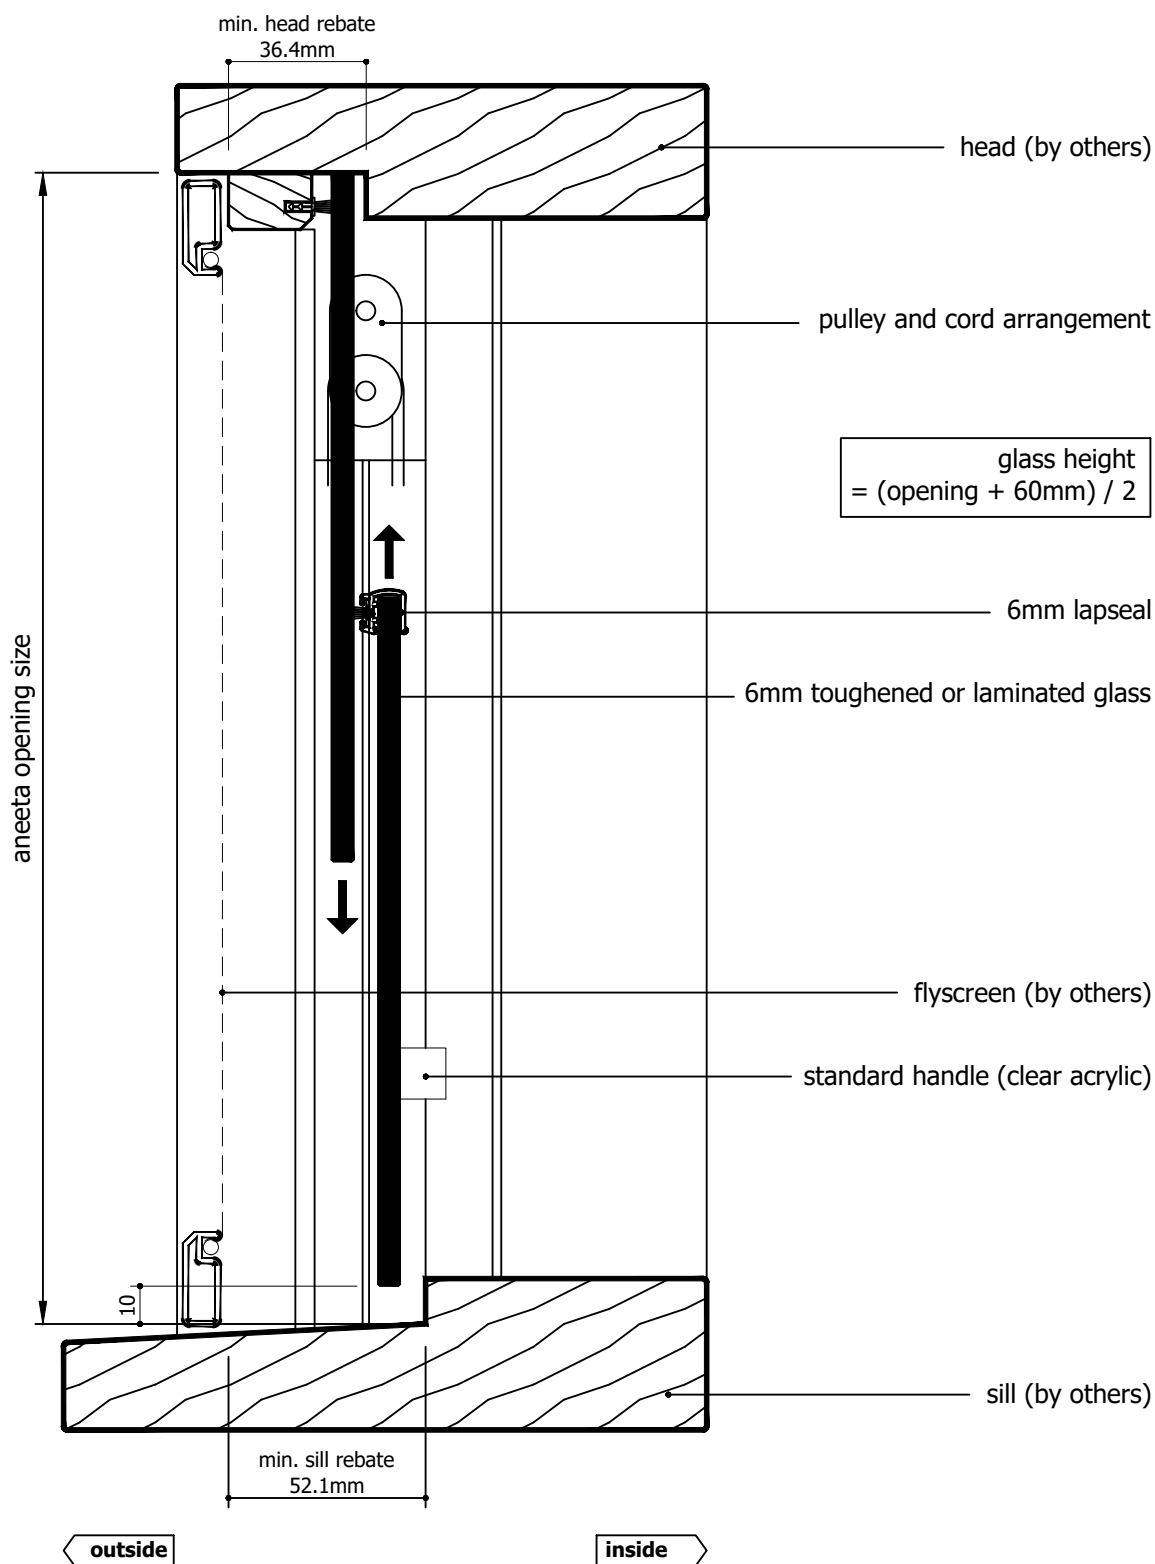 min. head rebate
36.4mm
head (by others)
pulley and cord arrangement
glass height
= (opening + 60mm) / 2
6mm lapseal
6mm toughened or laminated glass
aneeta opening size
flyscreen (by others)
standard handle (clear acrylic)
10
sill (by others)
min. sill rebate
52.1mm
outside
inside